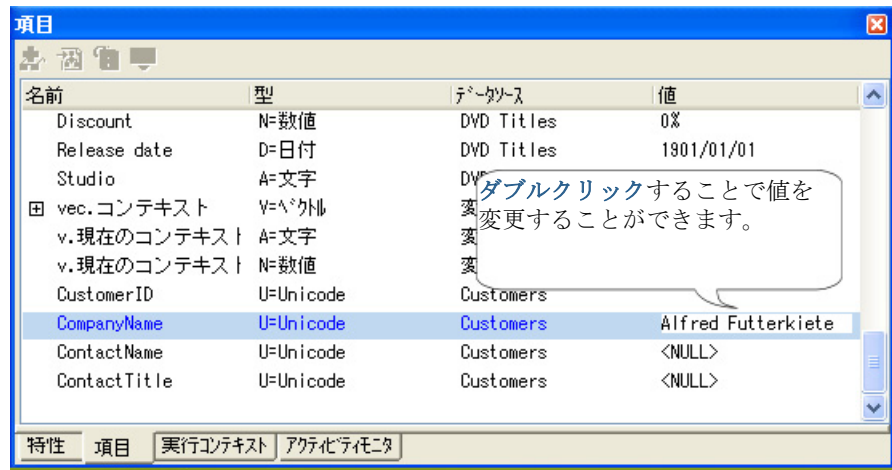 項目
名前 型 ﾃﾞｰﾀｿｰｽ 値
Discount N=数値 DVD Titles 0%
Release date D=日付 DVD Titles 1901/01/01
Studio A=文字
ダブルクリックすることで値を
変更することができます。
vec.コンテキスト V=ﾍﾞｸﾄﾙ 変
v.現在のコンテキスト A=文字 変
v.現在のコンテキスト N=数値 変
CustomerID U=Unicode Customers
CompanyName U=Unicode Customers Alfred Futterkiete
ContactName U=Unicode Customers <NULL>
ContactTitle U=Unicode Customers <NULL>
特性 項目 実行ｺﾝﾃｷｽﾄ ｱｸﾃｨﾋﾞﾃｨﾓﾆﾀ